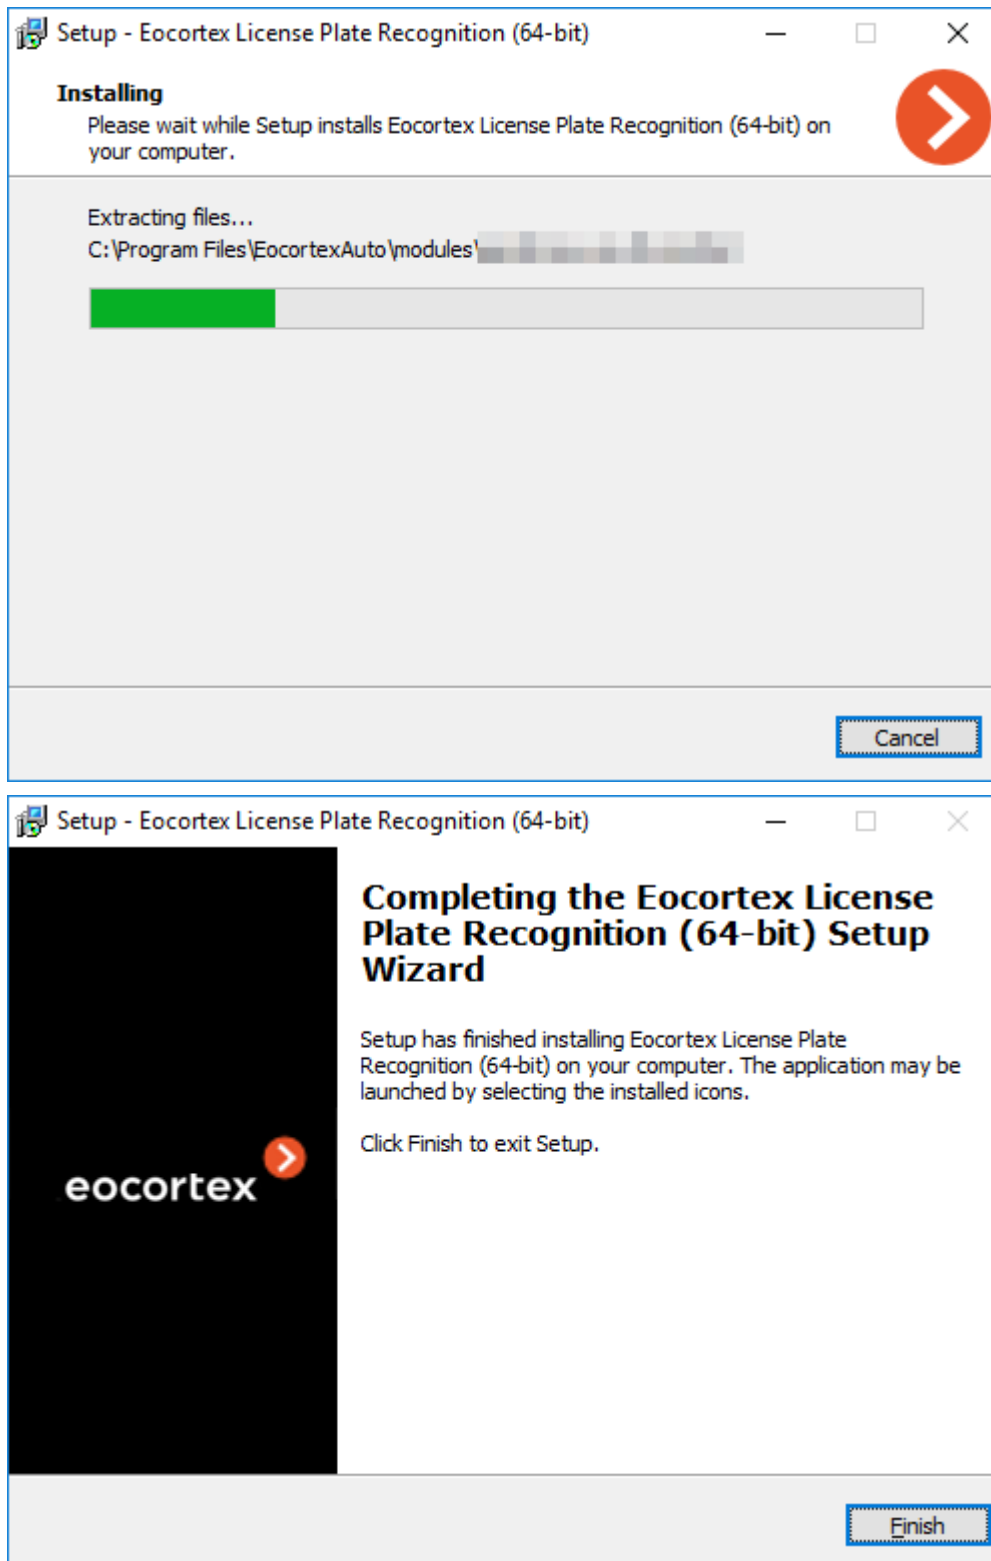 Setup - Eocortex License Plate Recognition (64-bit)
Installing
Please wait while Setup installs Eocortex License Plate Recognition (64-bit) on
your computer.
Extracting files...
C:\Program Files\EocortexAuto\modules\
Cancel
Setup - Eocortex License Plate Recognition (64-bit)
Completing the Eocortex License
Plate Recognition (64-bit) Setup
Wizard
Setup has finished installing Eocortex License Plate
Recognition (64-bit) on your computer. The application may be
launched by selecting the installed icons.
Click Finish to exit Setup.
eocortex
Finish